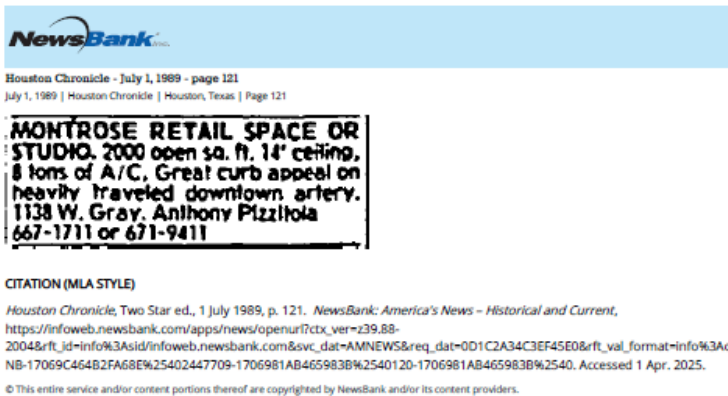 NewsBank Inc.
Houston Chronicle - July 1, 1989 - page 121
July 1, 1989 | Houston Chronicle | Houston, Texas | Page 121
MONTROSE RETAIL SPACE OR
STUDIO. 2000 open sq. ft. 14' ceiling,
8 tons of A/C, Great curb appeal on
heavily traveled downtown artery.
1138 W. Gray. Anthony Pizzitola
667-1711 or 671-9411
CITATION (MLA STYLE)
Houston Chronicle, Two Star ed., 1 July 1989, p. 121. NewsBank: America's News – Historical and Current,
https://infoweb.newsbank.com/apps/news/openurl?ctx_ver=z39.88-
2004&rft_id=info%3Asid/infoweb.newsbank.com&svc_dat=AMNEWS&req_dat=0D1C2A34C3EF45E0&rft_val_format=info%3A
NB-17069C464B2FA68E%25402447709-1706981AB465983B%2540120-1706981AB465983B%2540. Accessed 1 Apr. 2025.
© This entire service and/or content portions thereof are copyrighted by NewsBank and/or its content providers.